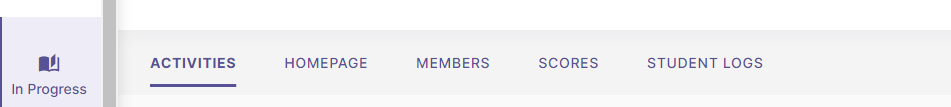 ACTIVITIES HOMEPAGE MEMBERS SCORES STUDENT LOGS
In Progress